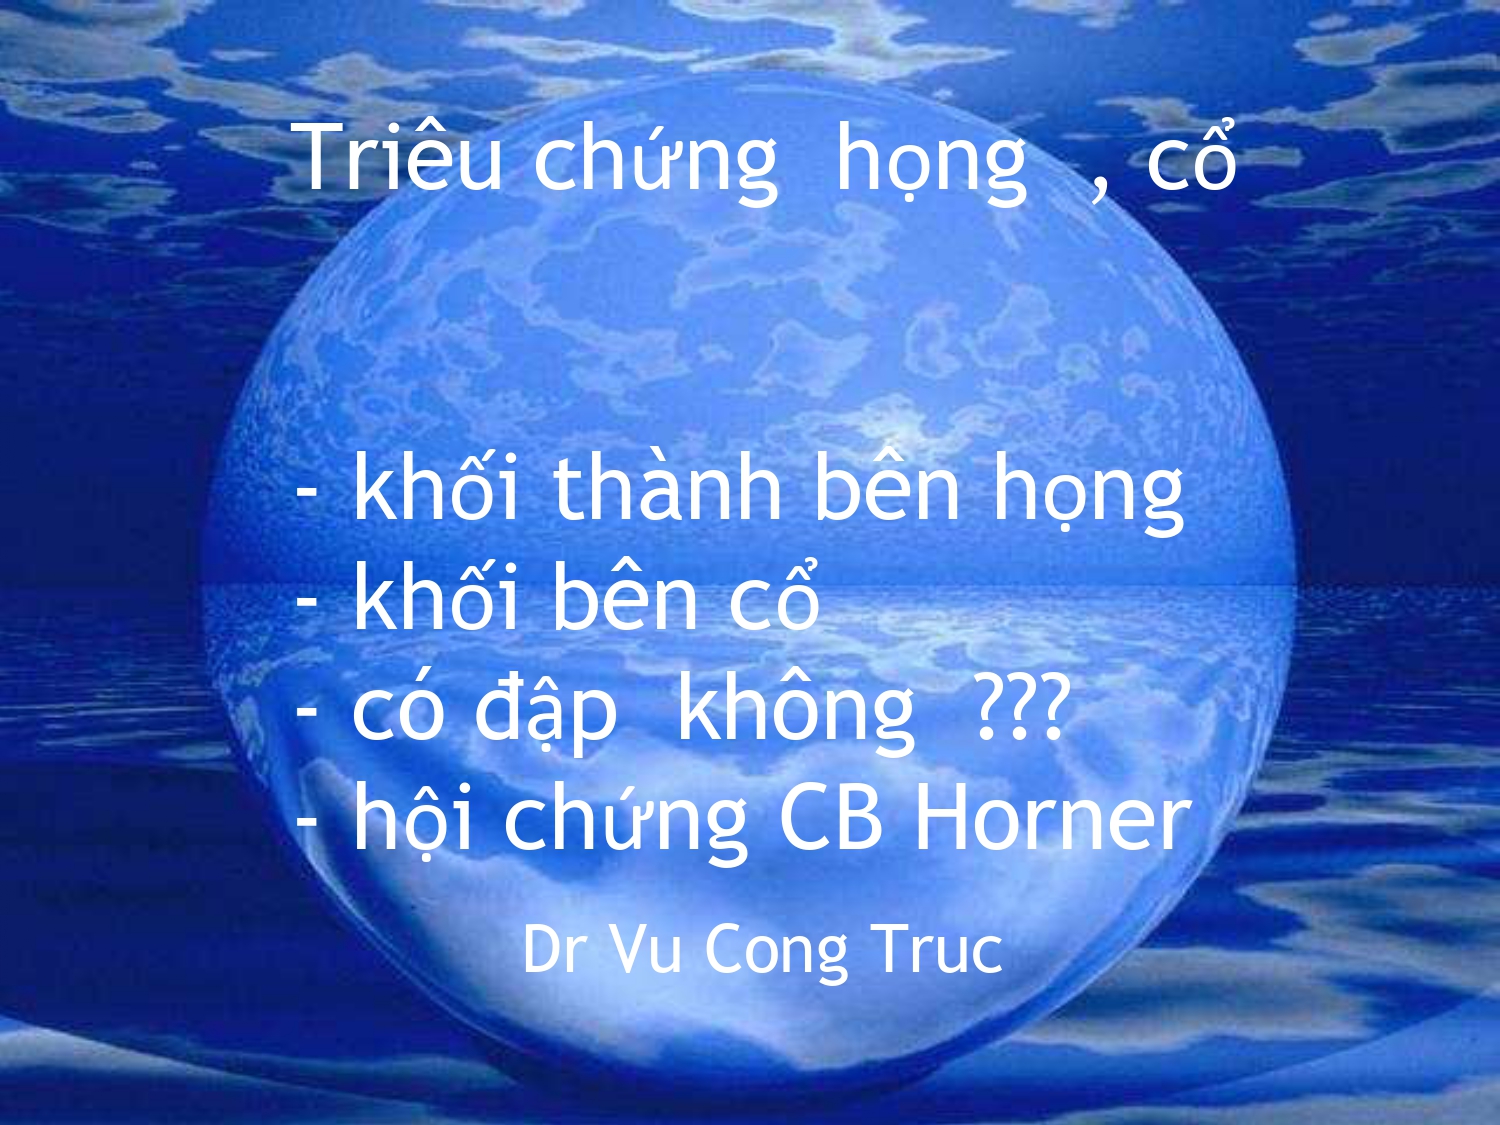 Triêu chứng họng , cổ
- khối thành bên họng
- khối bên cổ
- có đập không ???
- hội chứng CB Horner
Dr Vu Cong Truc